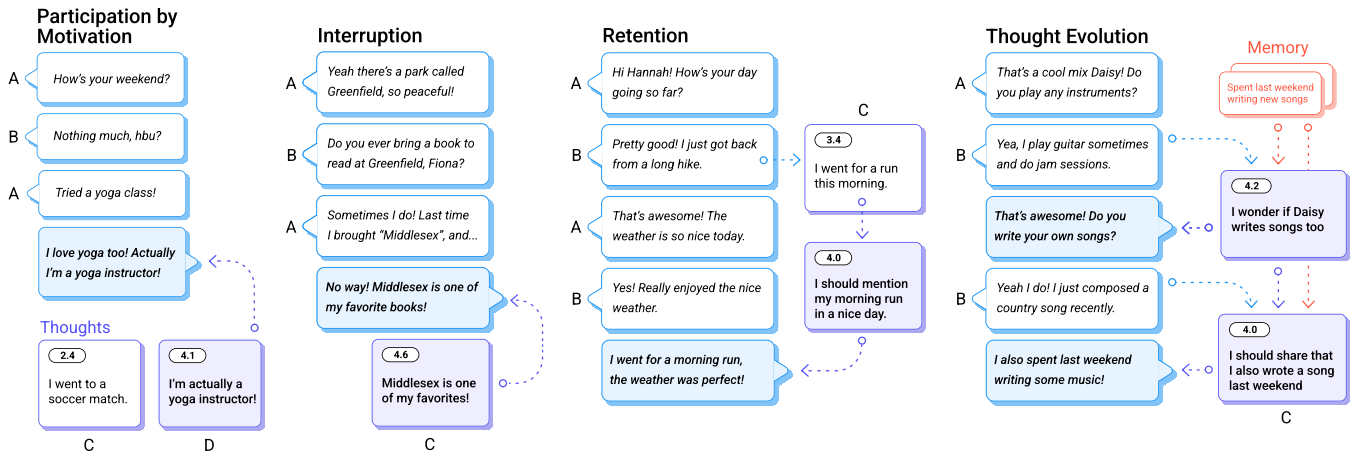 Participation by
Motivation
A
How's your weekend?
B
Nothing much, hbu?
A
Tried a yoga class!
I love yoga too! Actually
I'm a yoga instructor!
Thoughts
2.4
I went to a
soccer match.
C
4.1
I'm actually a
yoga instructor!
D
Interruption
A
Yeah there's a park called
Greenfield, so peaceful!
B
Do you ever bring a book to
read at Greenfield, Fiona?
A
Sometimes I do! Last time
I brought "Middlesex", and...
No way! Middlesex is one of
my favorite books!
4.6
Middlesex is one
of my favorites!
C
Retention
A
Hi Hannah! How's your day
going so far?
B
Pretty good! I just got back
from a long hike.
C
3.4
I went for a run
this morning.
A
That's awesome! The
weather is so nice today.
4.0
I should mention
my morning run
in a nice day.
B
Yes! Really enjoyed the nice
weather.
I went for a morning run,
the weather was perfect!
Thought Evolution
A
That's a cool mix Daisy! Do
you play any instruments?
Memory
Spent last weekend
writing new songs
B
Yea, I play guitar sometimes
and do jam sessions.
4.2
I wonder if Daisy
writes songs too
That's awesome! Do you
write your own songs?
B
Yeah I do! I just composed a
country song recently.
4.0
I should share that
I also wrote a song
last weekend
I also spent last weekend
writing some music!
C